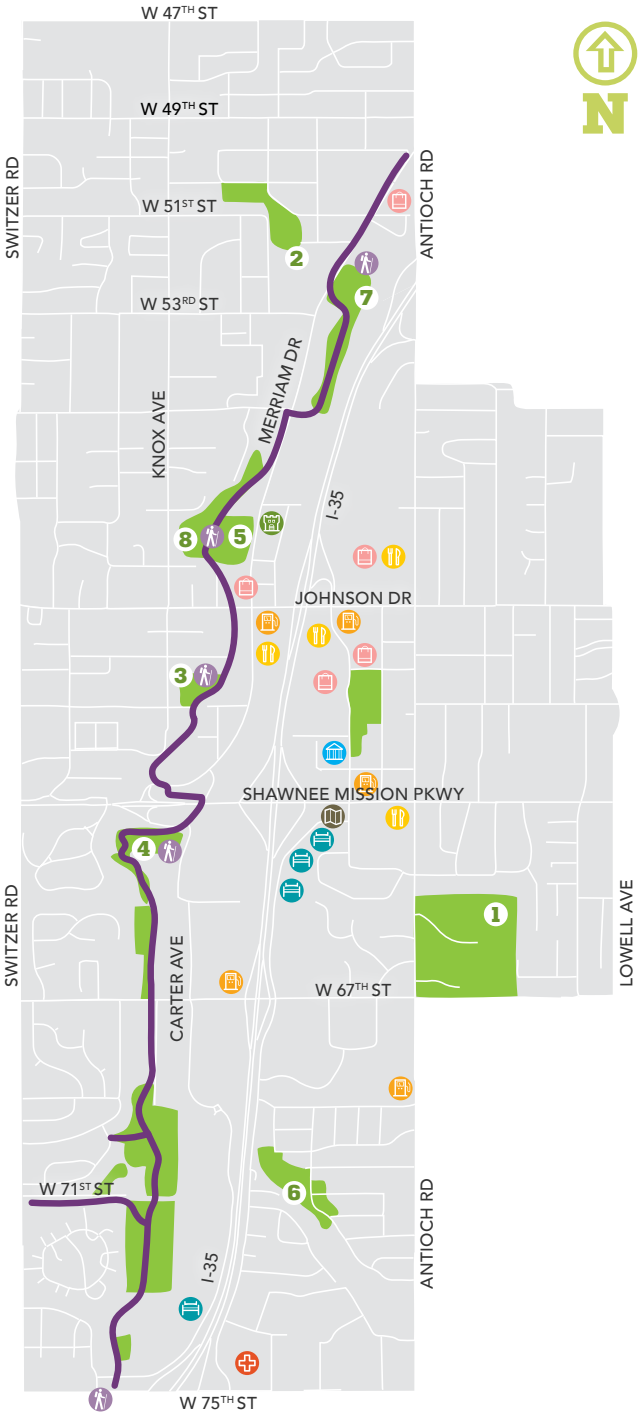 W 47TH ST
N
W 49TH ST
SWITZER RD
ANTIOCH RD
W 51ST ST
2
7
W 53RD ST
MERRIAM DR
KNOX AVE
I-35
8
5
JOHNSON DR
3
SHAWNEE MISSION PKWY
4
1
SWITZER RD
LOWELL AVE
CARTER AVE
W 67TH ST
W 71ST ST
6
ANTIOCH RD
I-35
W 75TH ST